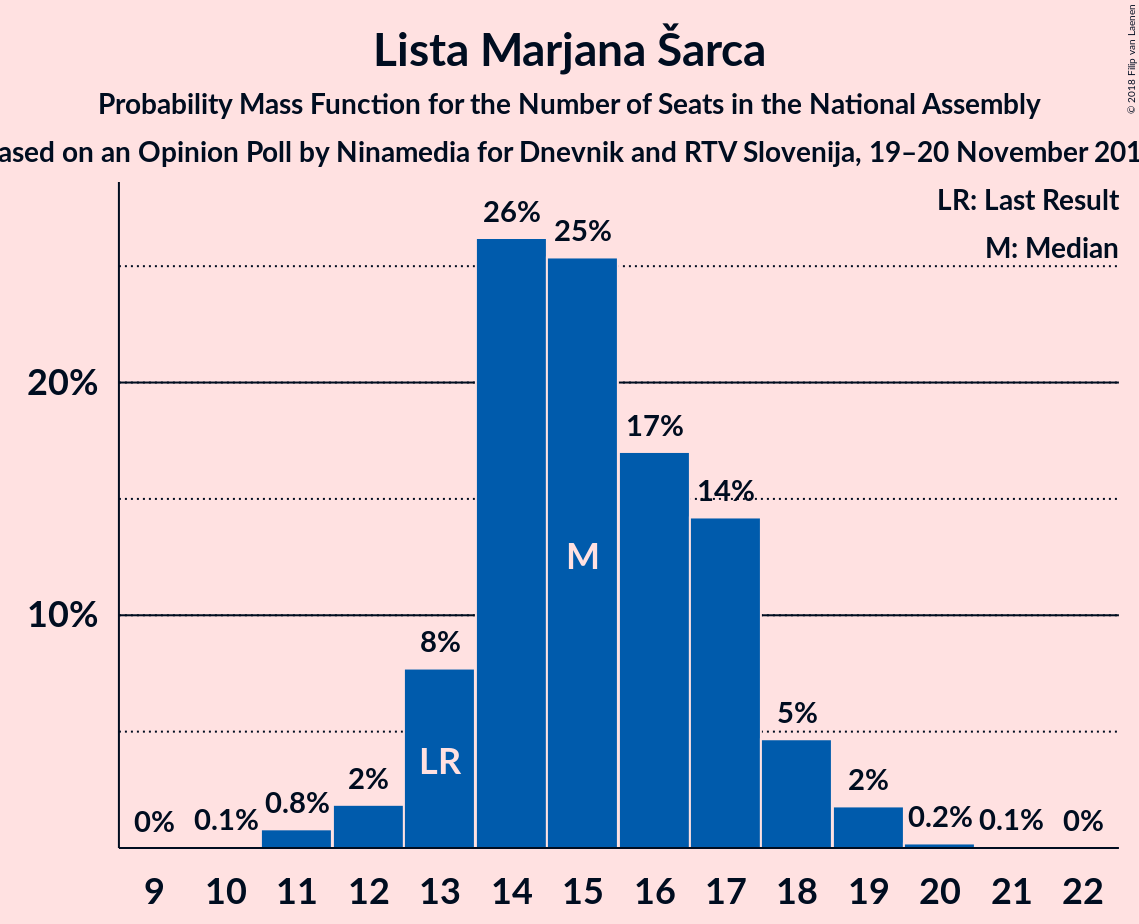 © 2018 Filip van Laenen
Lista Marjana Šarca
Probability Mass Function for the Number of Seats in the National Assembly
ased on an Opinion Poll by Ninamedia for Dnevnik and RTV Slovenija, 19–20 November 201
LR: Last Result
M: Median
26%
25%
20%
17%
14%
M
10%
8%
5%
LR
2%
2%
0%
0.1%
0.8%
0.2%
0.1%
0%
9 10 11 12 13 14 15 16 17 18 19 20 21 22